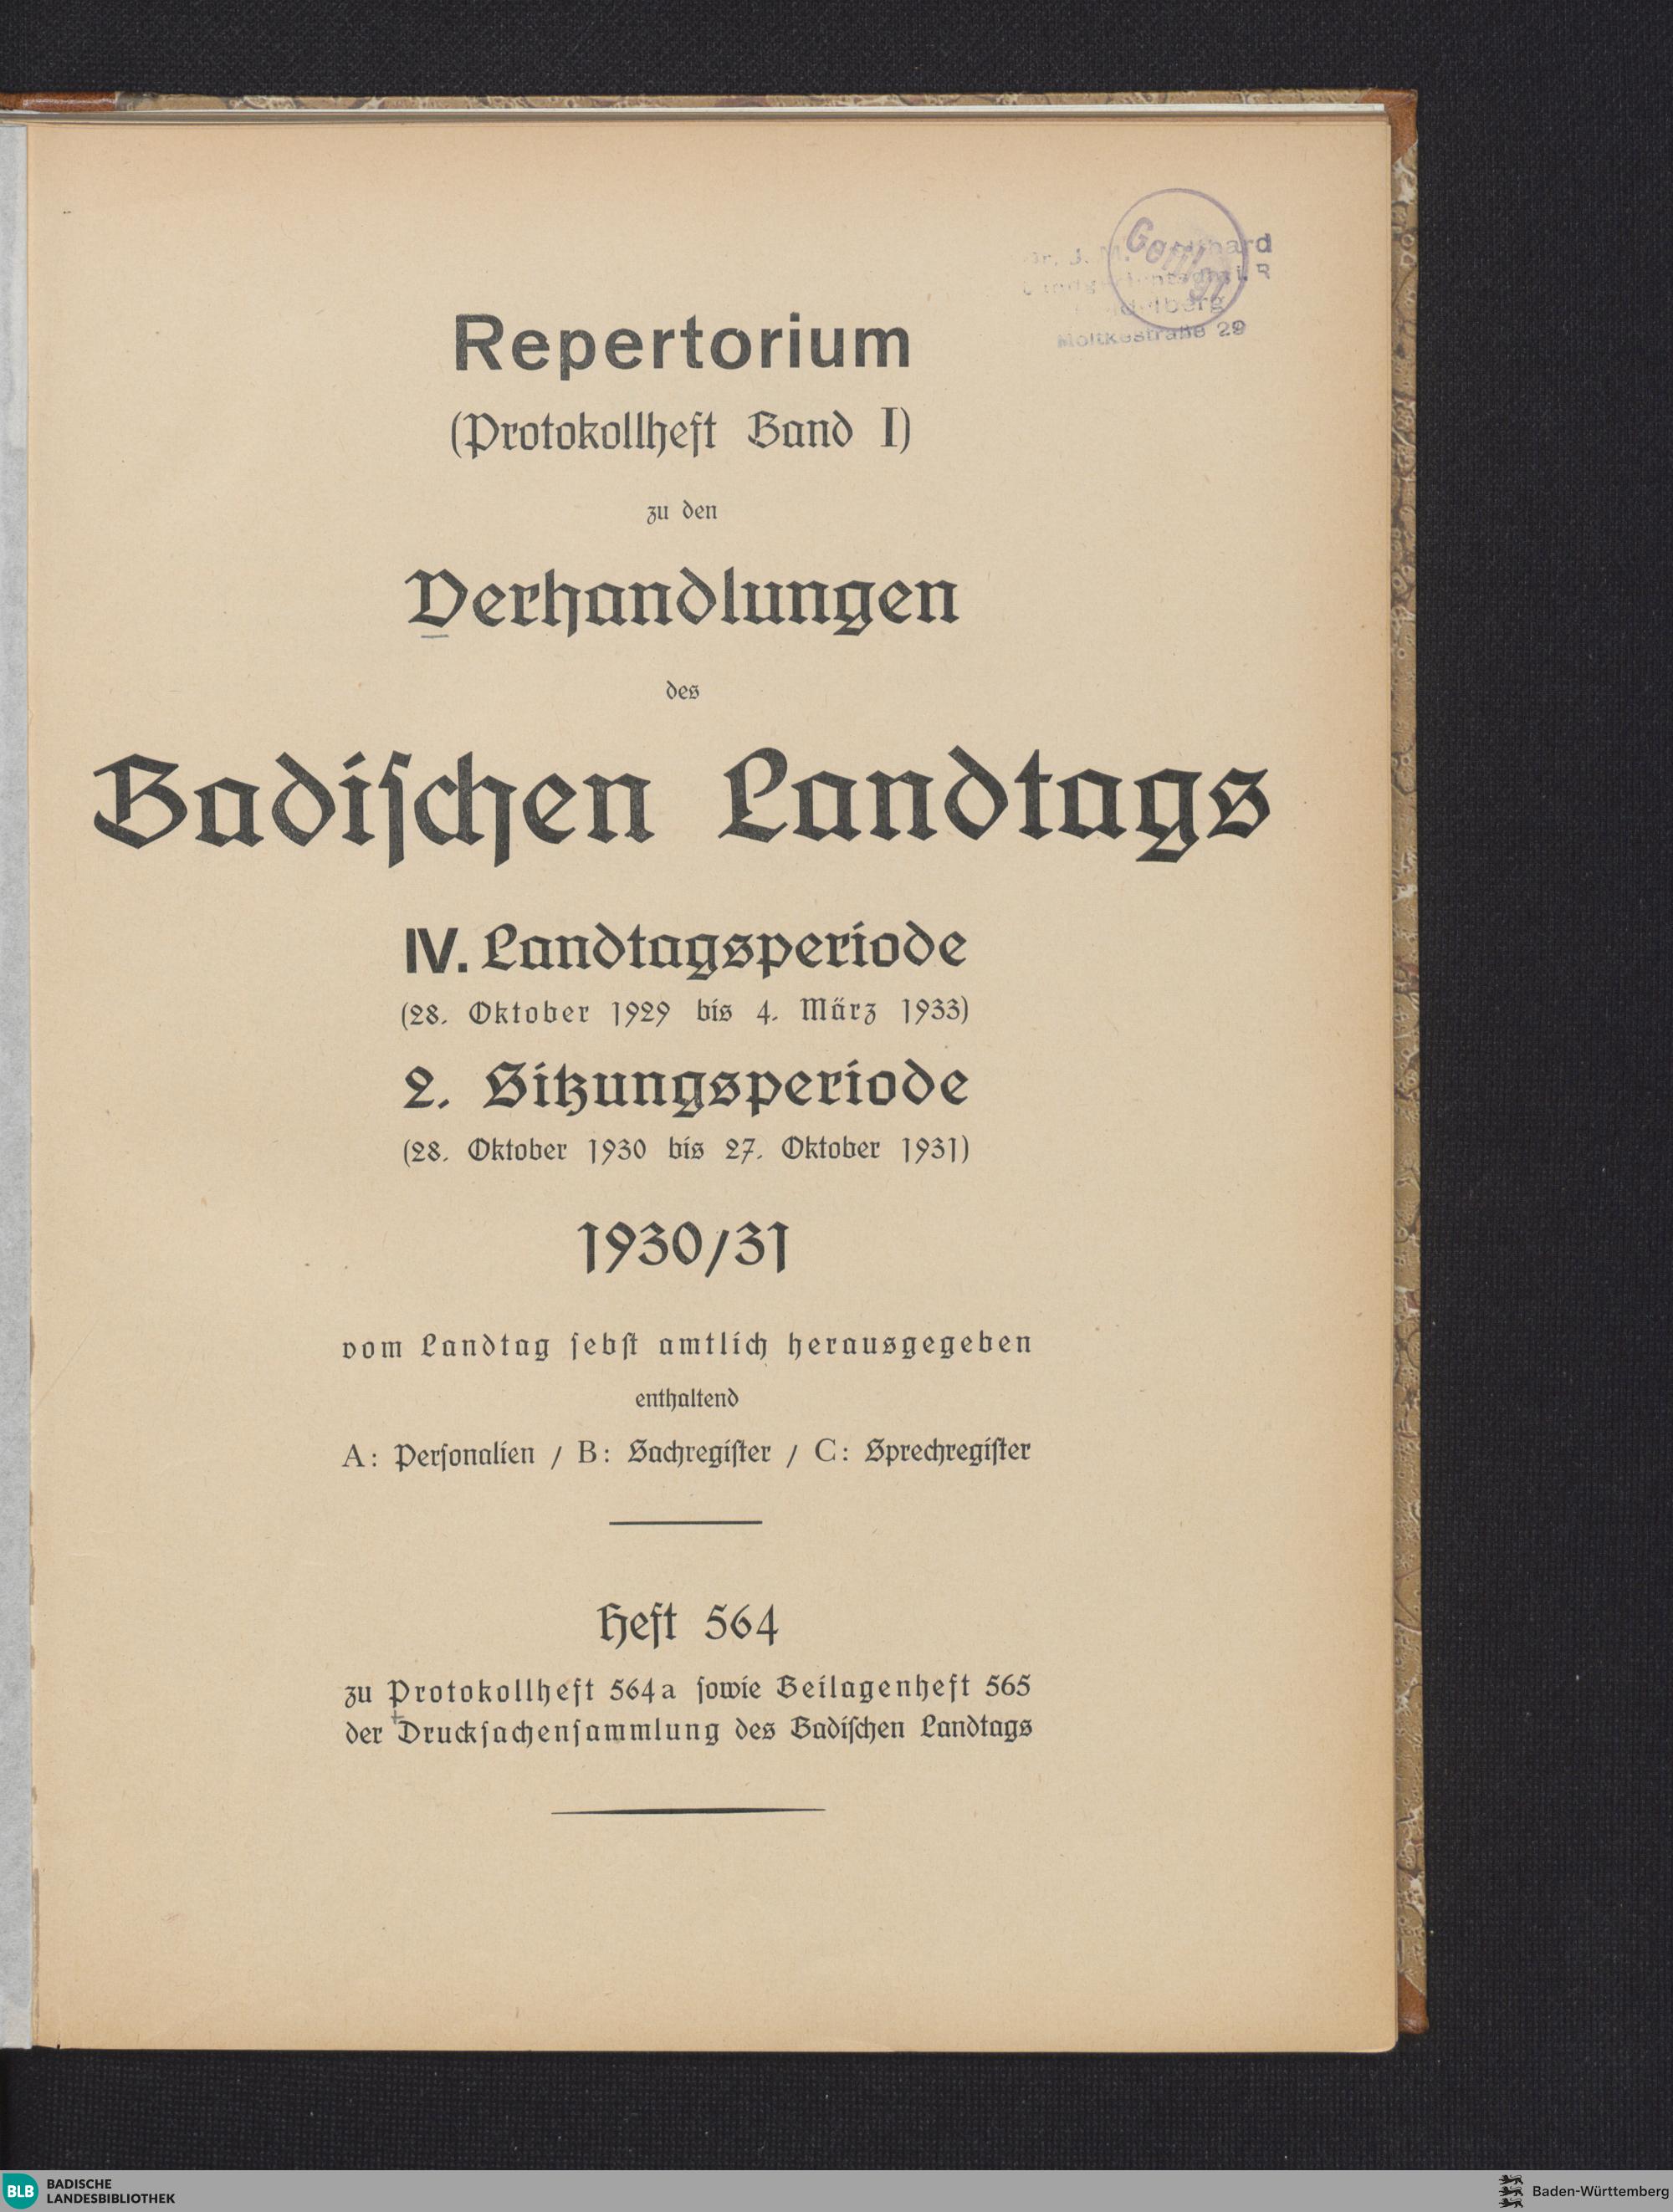 Repertorium
(Protokollheft Band I)
zu den
Verhandlungen
des
Badiſchen Landtags
IV. Landtagsperiode
(28. Oktober 1929 bis 4. März 1933)
2. Sitzungsperiode
(28. Oktober 1930 bis 27. Oktober 1931)
1930/31
vom Landtag ſebſt amtlich herausgegeben
enthaltend
A: Perſonalien / B: Sachregiſter / C: Sprechregiſter
Heft 564
zu Protokollheft 564a ſowie Beilagenheft 565
der Druckſachenſammlung des Badiſchen Landtags
Moltkestraße 29
BLB BADISCHE
LANDESBIBLIOTHEK
Baden-Württemberg